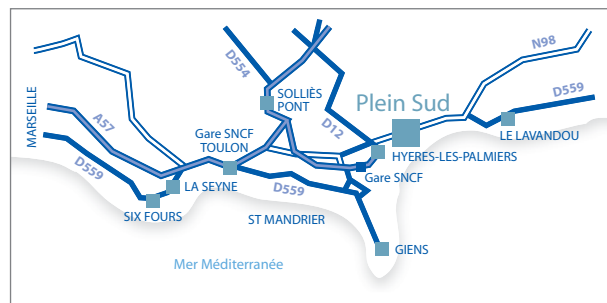 N98
D554
D559
SOLLIÈS
PONT
Plein Sud
MARSEILLE
A57
D12
LE LAVANDOU
Gare SNCF
TOULON
HYERES-LES-PALMIERS
D559
Gare SNCF
LA SEYNE
D559
SIX FOURS
ST MANDRIER
GIENS
Mer Méditerranée